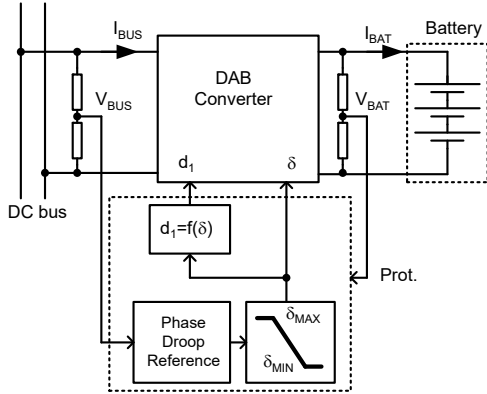 I_BUS
I_BAT
Battery
DAB
Converter
V_BUS
V_BAT
d_1
δ
DC bus
d_1=f(δ)
Prot.
Phase
Droop
Reference
δ_MAX
δ_MIN